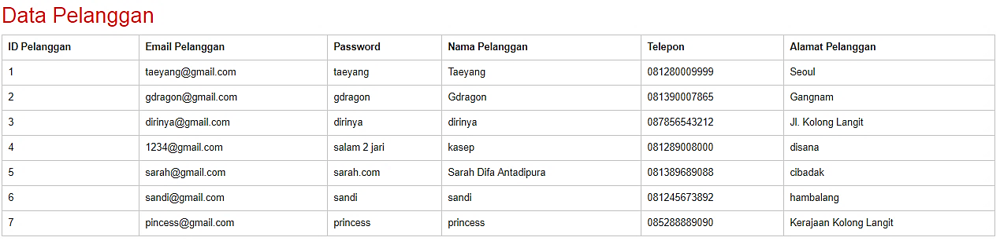 Data Pelanggan
ID Pelanggan Email Pelanggan Password Nama Pelanggan Telepon Alamat Pelanggan
1 taeyang@gmail.com taeyang Taeyang 081280009999 Seoul
2 gdragon@gmail.com gdragon Gdragon 081390007865 Gangnam
3 dirinya@gmail.com dirinya dirinya 087856543212 Jl. Kolong Langit
4 1234@gmail.com salam 2 jari kasep 081289008000 disana
5 sarah@gmail.com sarah.com Sarah Difa Antadipura 081389689088 cibadak
6 sandi@gmail.com sandi sandi 081245673892 hambalang
7 pincess@gmail.com princess princess 085288889090 Kerajaan Kolong Langit